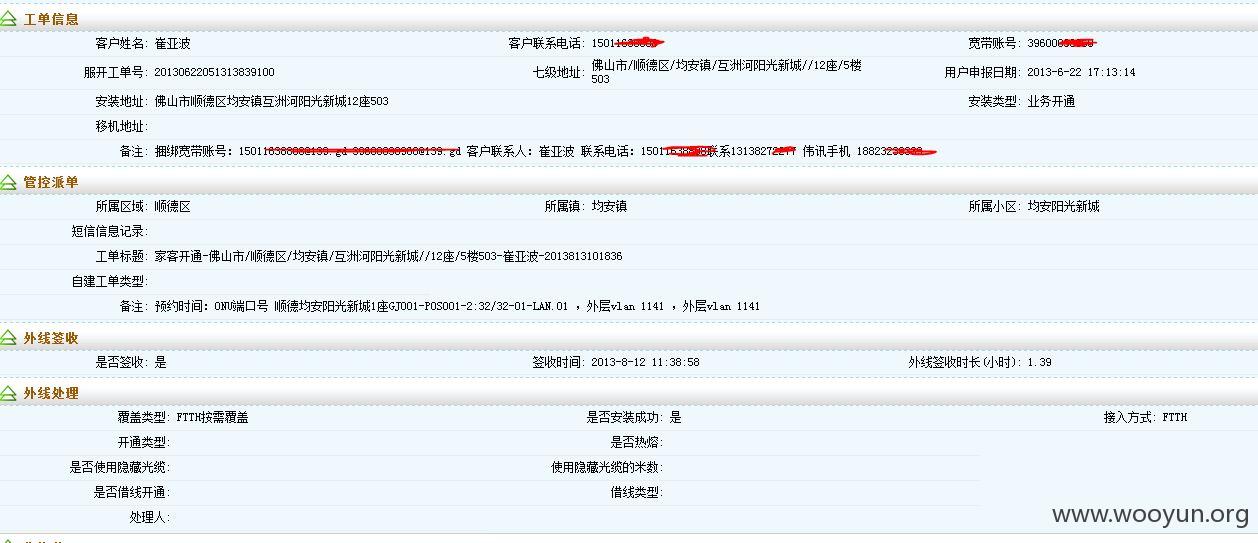 工单信息
客户姓名: 崔亚波 客户联系电话: 15011 宽带账号: 39600
服开工单号: 20130622051313839100 七级地址: 佛山市/顺德区/均安镇/互洲河阳光新城//12座/5楼503 用户申报日期: 2013-6-22 17:13:14
安装地址: 佛山市顺德区均安镇互洲河阳光新城12座503 安装类型: 业务开通
移机地址:
备注: 捆绑宽带账号: 客户联系人: 崔亚波 联系电话: 15011 联系13138272 伟讯手机 18823
管控派单
所属区域: 顺德区 所属镇: 均安镇 所属小区: 均安阳光新城
短信信息记录:
工单标题: 家客开通-佛山市/顺德区/均安镇/互洲河阳光新城//12座/5楼503-崔亚波-2013813101836
自建工单类型:
备注: 预约时间: ONU端口号 顺德均安阳光新城1座GJ001-POS001-2:32/32-01-LAN.01 , 外层vlan 1141 , 外层vlan 1141
外线签收
是否签收: 是 签收时间: 2013-8-12 11:38:58 外线签收时长(小时): 1.39
外线处理
覆盖类型: FTTH按需覆盖 是否安装成功: 是 接入方式: FTTH
开通类型: 是否热熔:
是否使用隐藏光缆: 使用隐藏光缆的米数:
是否借线开通: 借线类型:
处理人:
www.wooyun.org